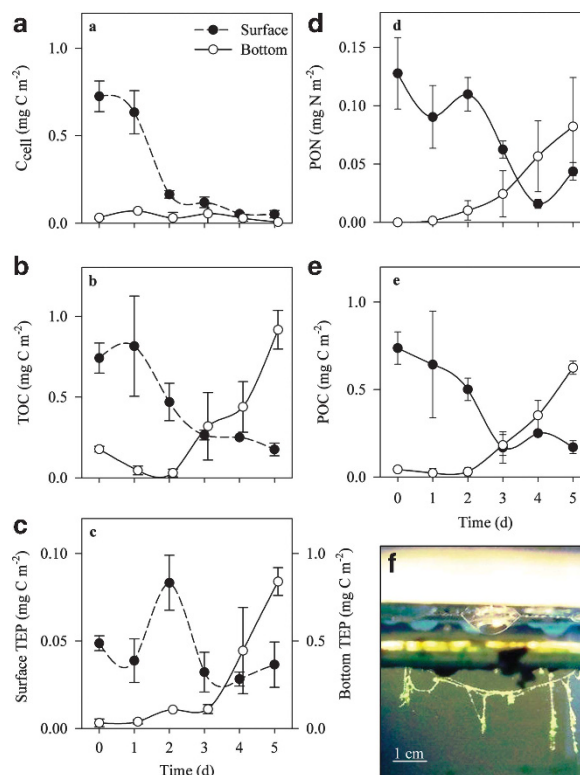 a
a
Surface
Bottom
1.0
0.5
0.0
C_cell (mg C m⁻²)
b
b
1.0
0.5
0.0
TOC (mg C m⁻²)
c
c
0.10
0.05
0.00
Surface TEP (mg C m⁻²)
1.0
0.5
0.0
Bottom TEP (mg C m⁻²)
0 1 2 3 4 5
Time (d)
d
d
0.15
0.10
0.05
0.00
PON (mg N m⁻²)
e
e
1.0
0.5
0.0
POC (mg C m⁻²)
0 1 2 3 4 5
Time (d)
f
1 cm